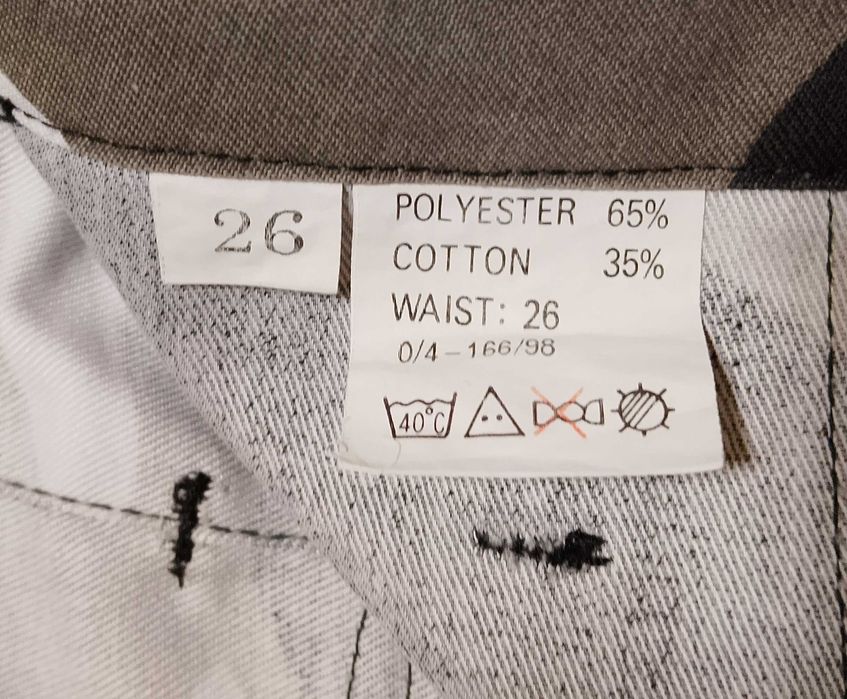 26
POLYESTER 65%
COTTON 35%
WAIST: 26
0/4-166/98
40°C